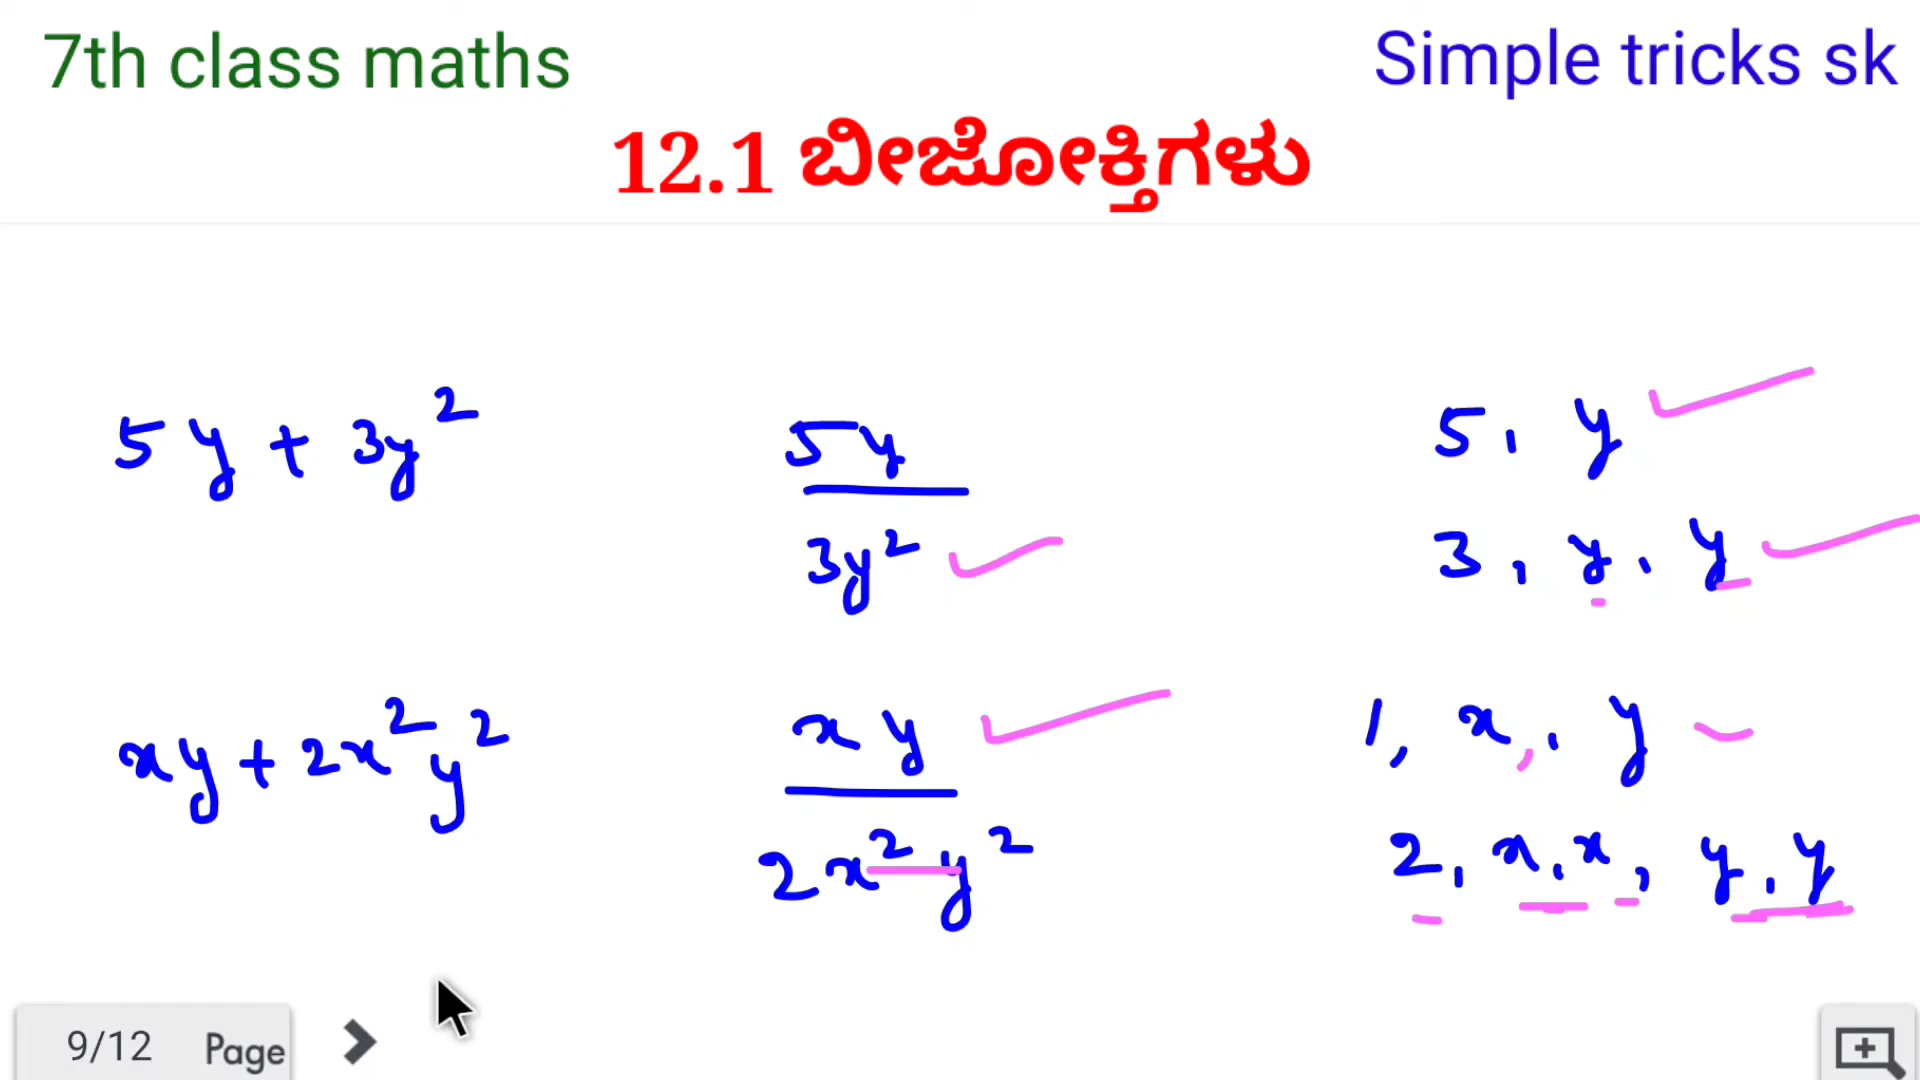 7th class maths Simple tricks sk
12.1 ಬೀಜೋಕ್ತಿಗಳು
5y + 3y² 5y 5, y
3y² 3, y, y
xy + 2x²y² xy 1, x, y
2x²y² 2, x, x, y, y
9/12 Page